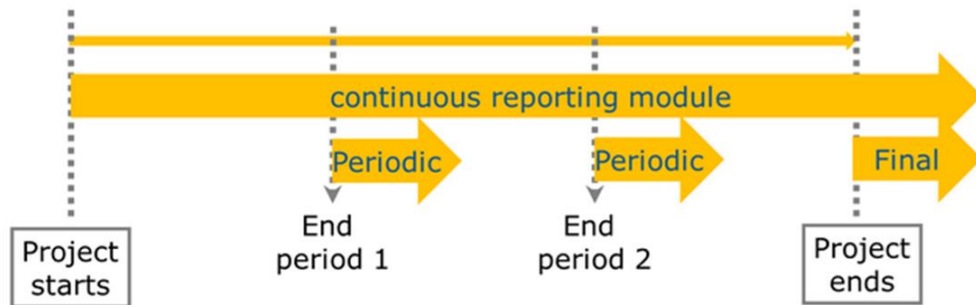 continuous reporting module
Periodic
Periodic
Final
End
period 1
End
period 2
Project
starts
Project
ends